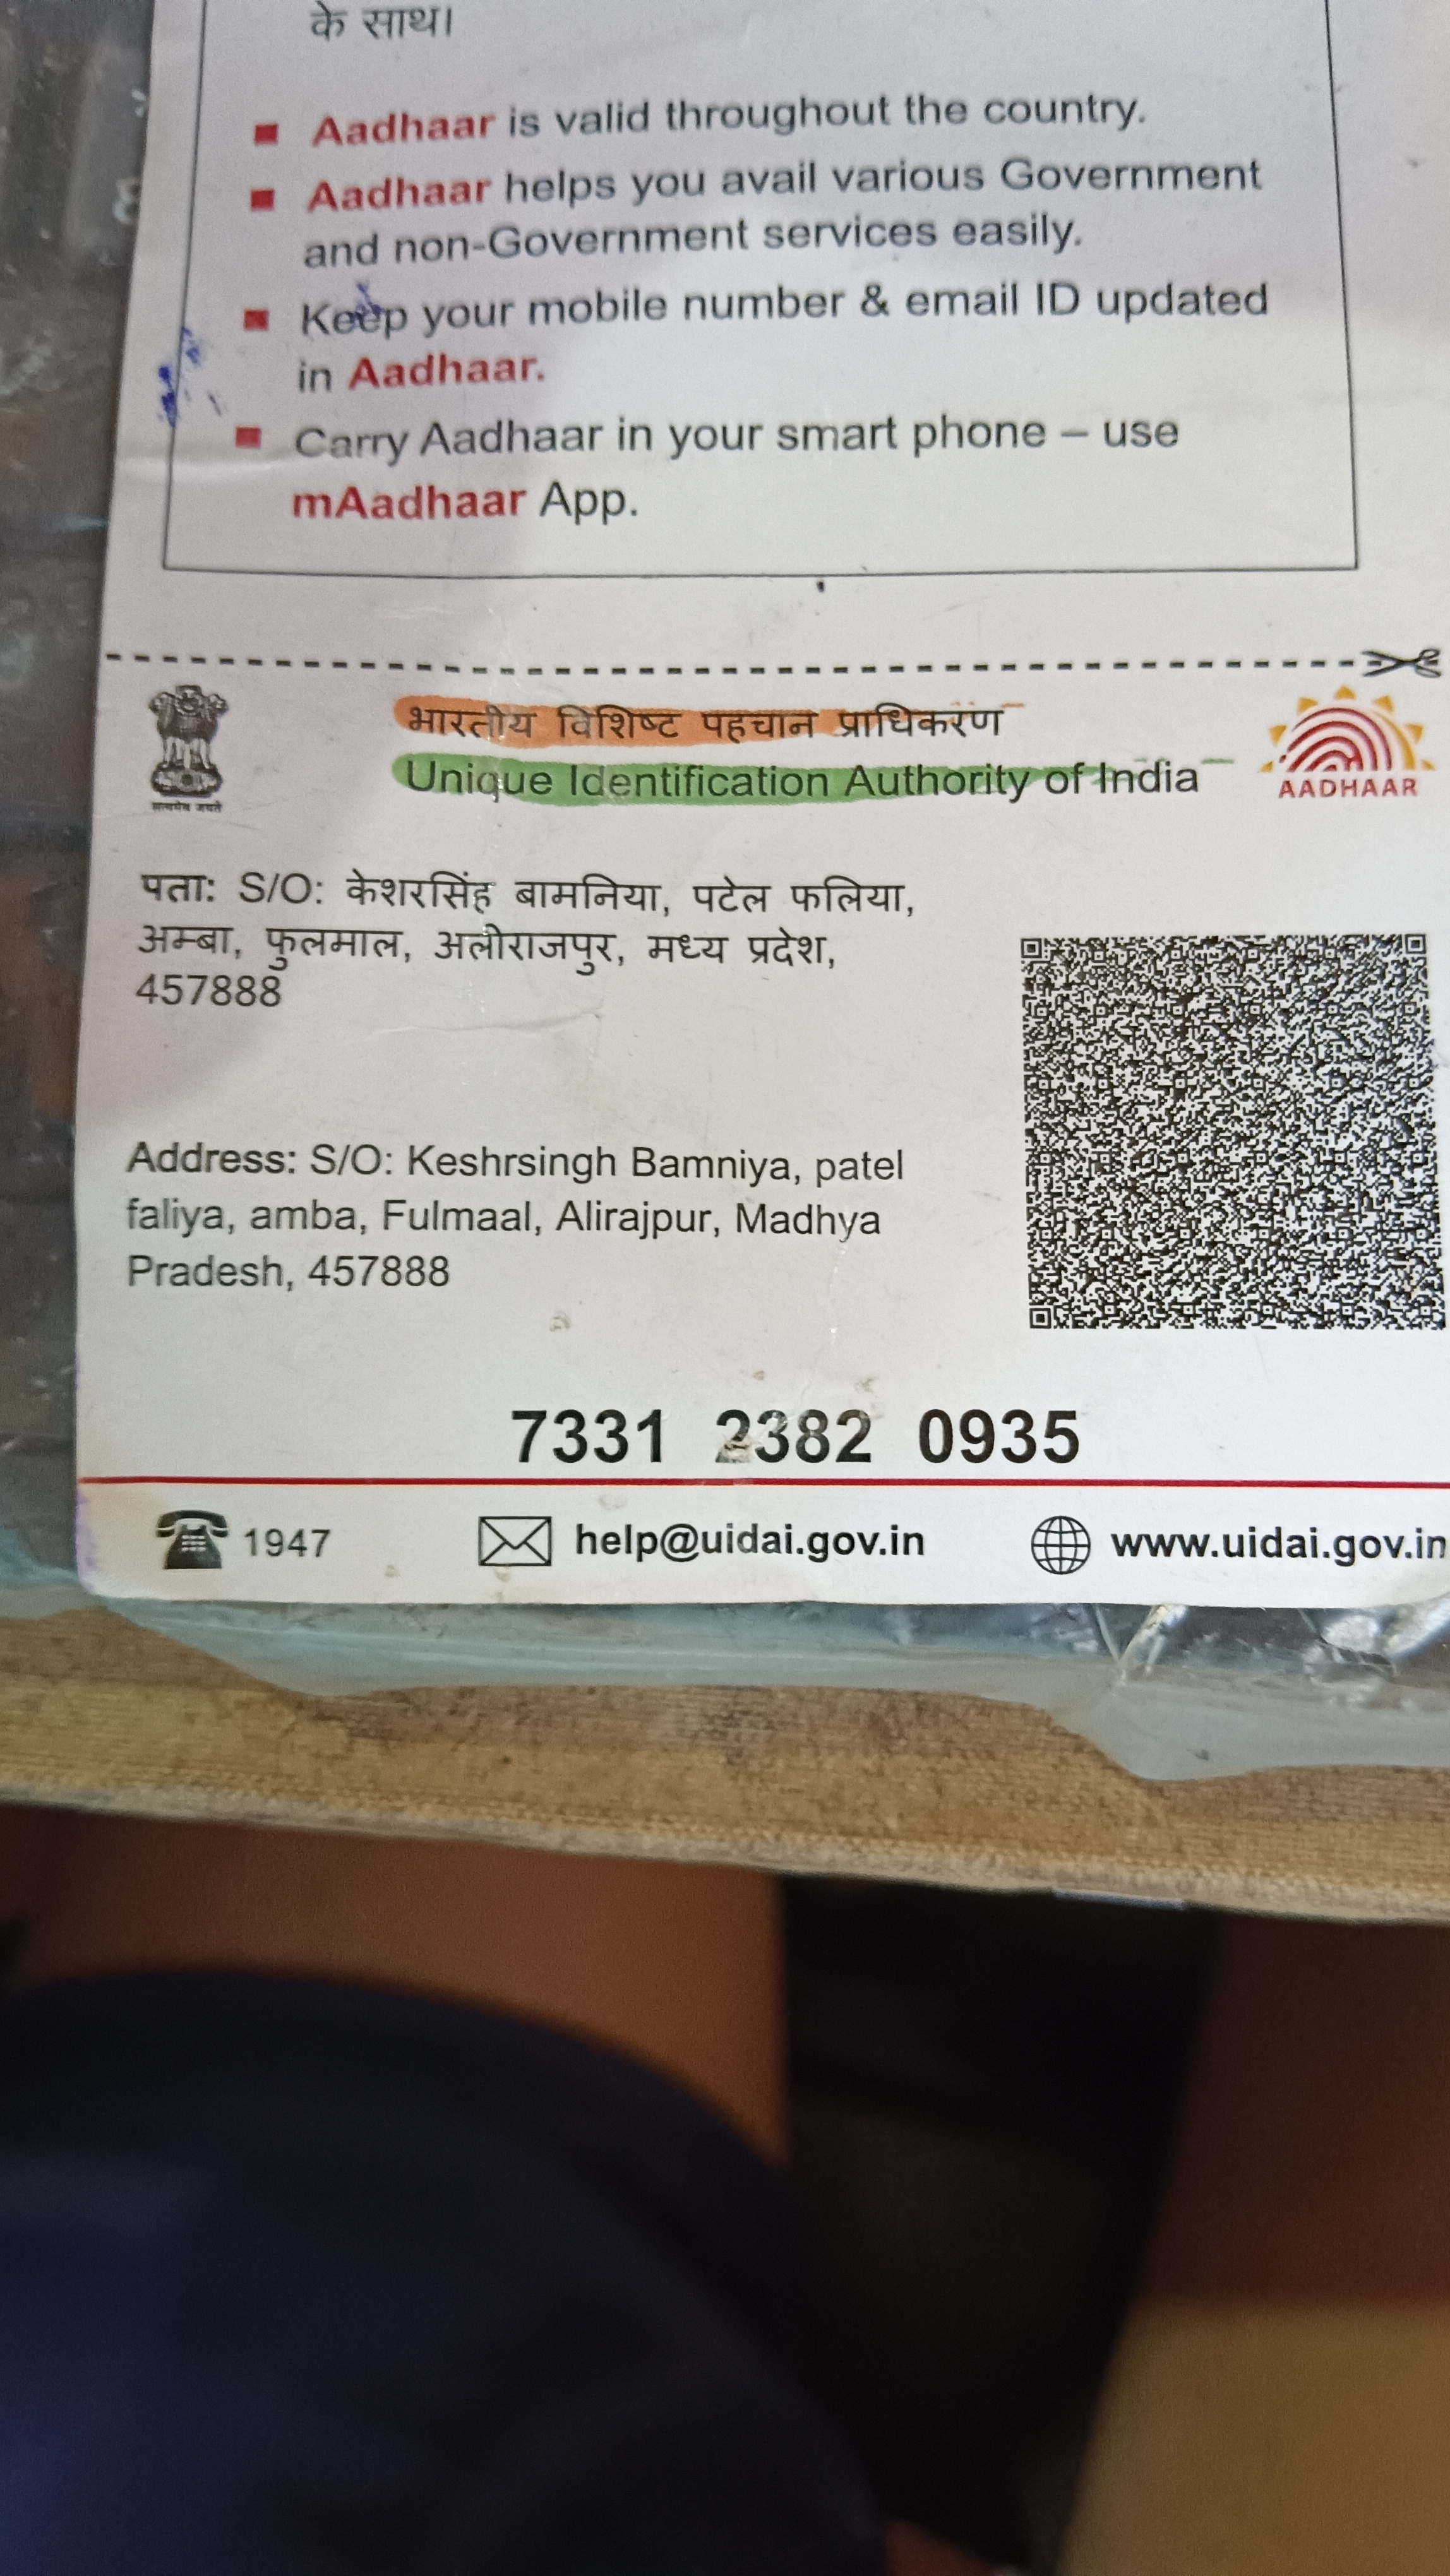 के साथ।
Aadhaar is valid throughout the country.
Aadhaar helps you avail various Government
and non-Government services easily.
Keep your mobile number & email ID updated
in Aadhaar.
Carry Aadhaar in your smart phone – use
mAadhaar App.
भारतीय विशिष्ट पहचान प्राधिकरण
Unique Identification Authority of India
AADHAAR
सत्यमेव जयते
पता: S/O: केशरसिंह बामनिया, पटेल फलिया,
अम्बा, फुलमाल, अलीराजपुर, मध्य प्रदेश,
457888
Address: S/O: Keshrsingh Bamniya, patel
faliya, amba, Fulmaal, Alirajpur, Madhya
Pradesh, 457888
7331 2382 0935
1947 help@uidai.gov.in www.uidai.gov.in